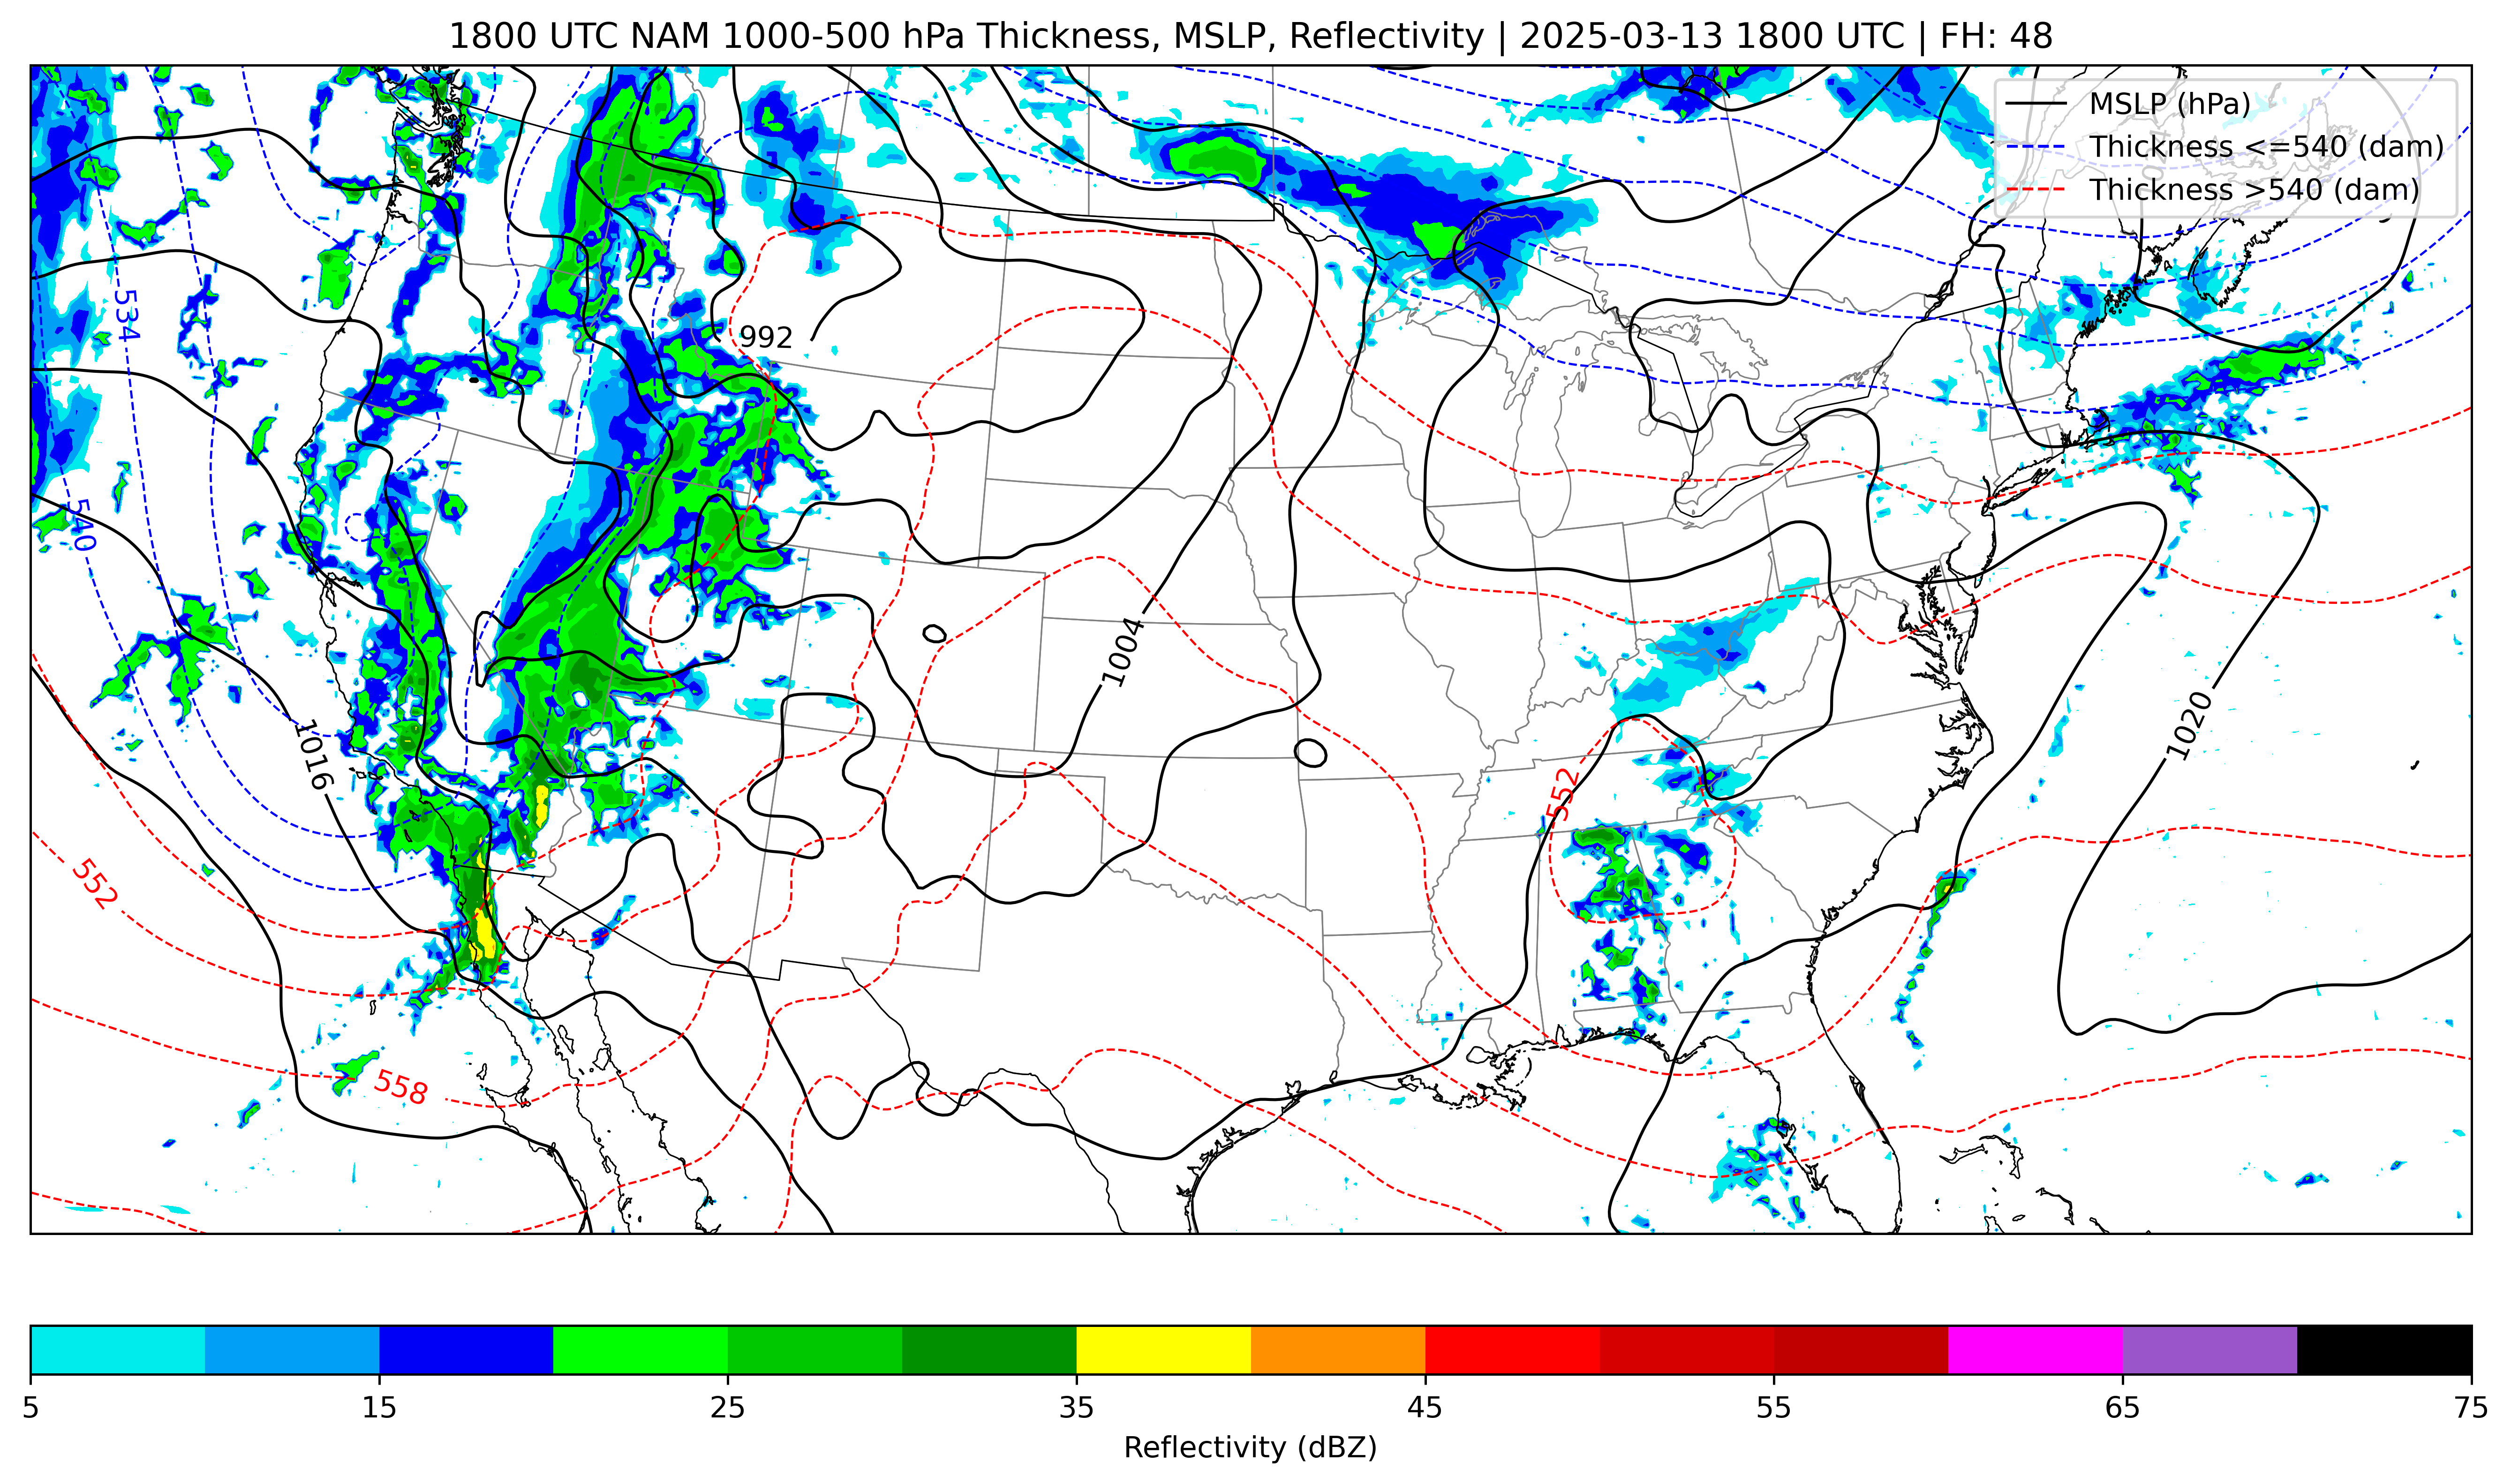 1800 UTC NAM 1000-500 hPa Thickness, MSLP, Reflectivity | 2025-03-13 1800 UTC | FH: 48
MSLP (hPa)
Thickness <=540 (dam)
Thickness >540 (dam)
534
992
540
1004
1016
1020
552
552
558
5 15 25 35 45 55 65 75
Reflectivity (dBZ)